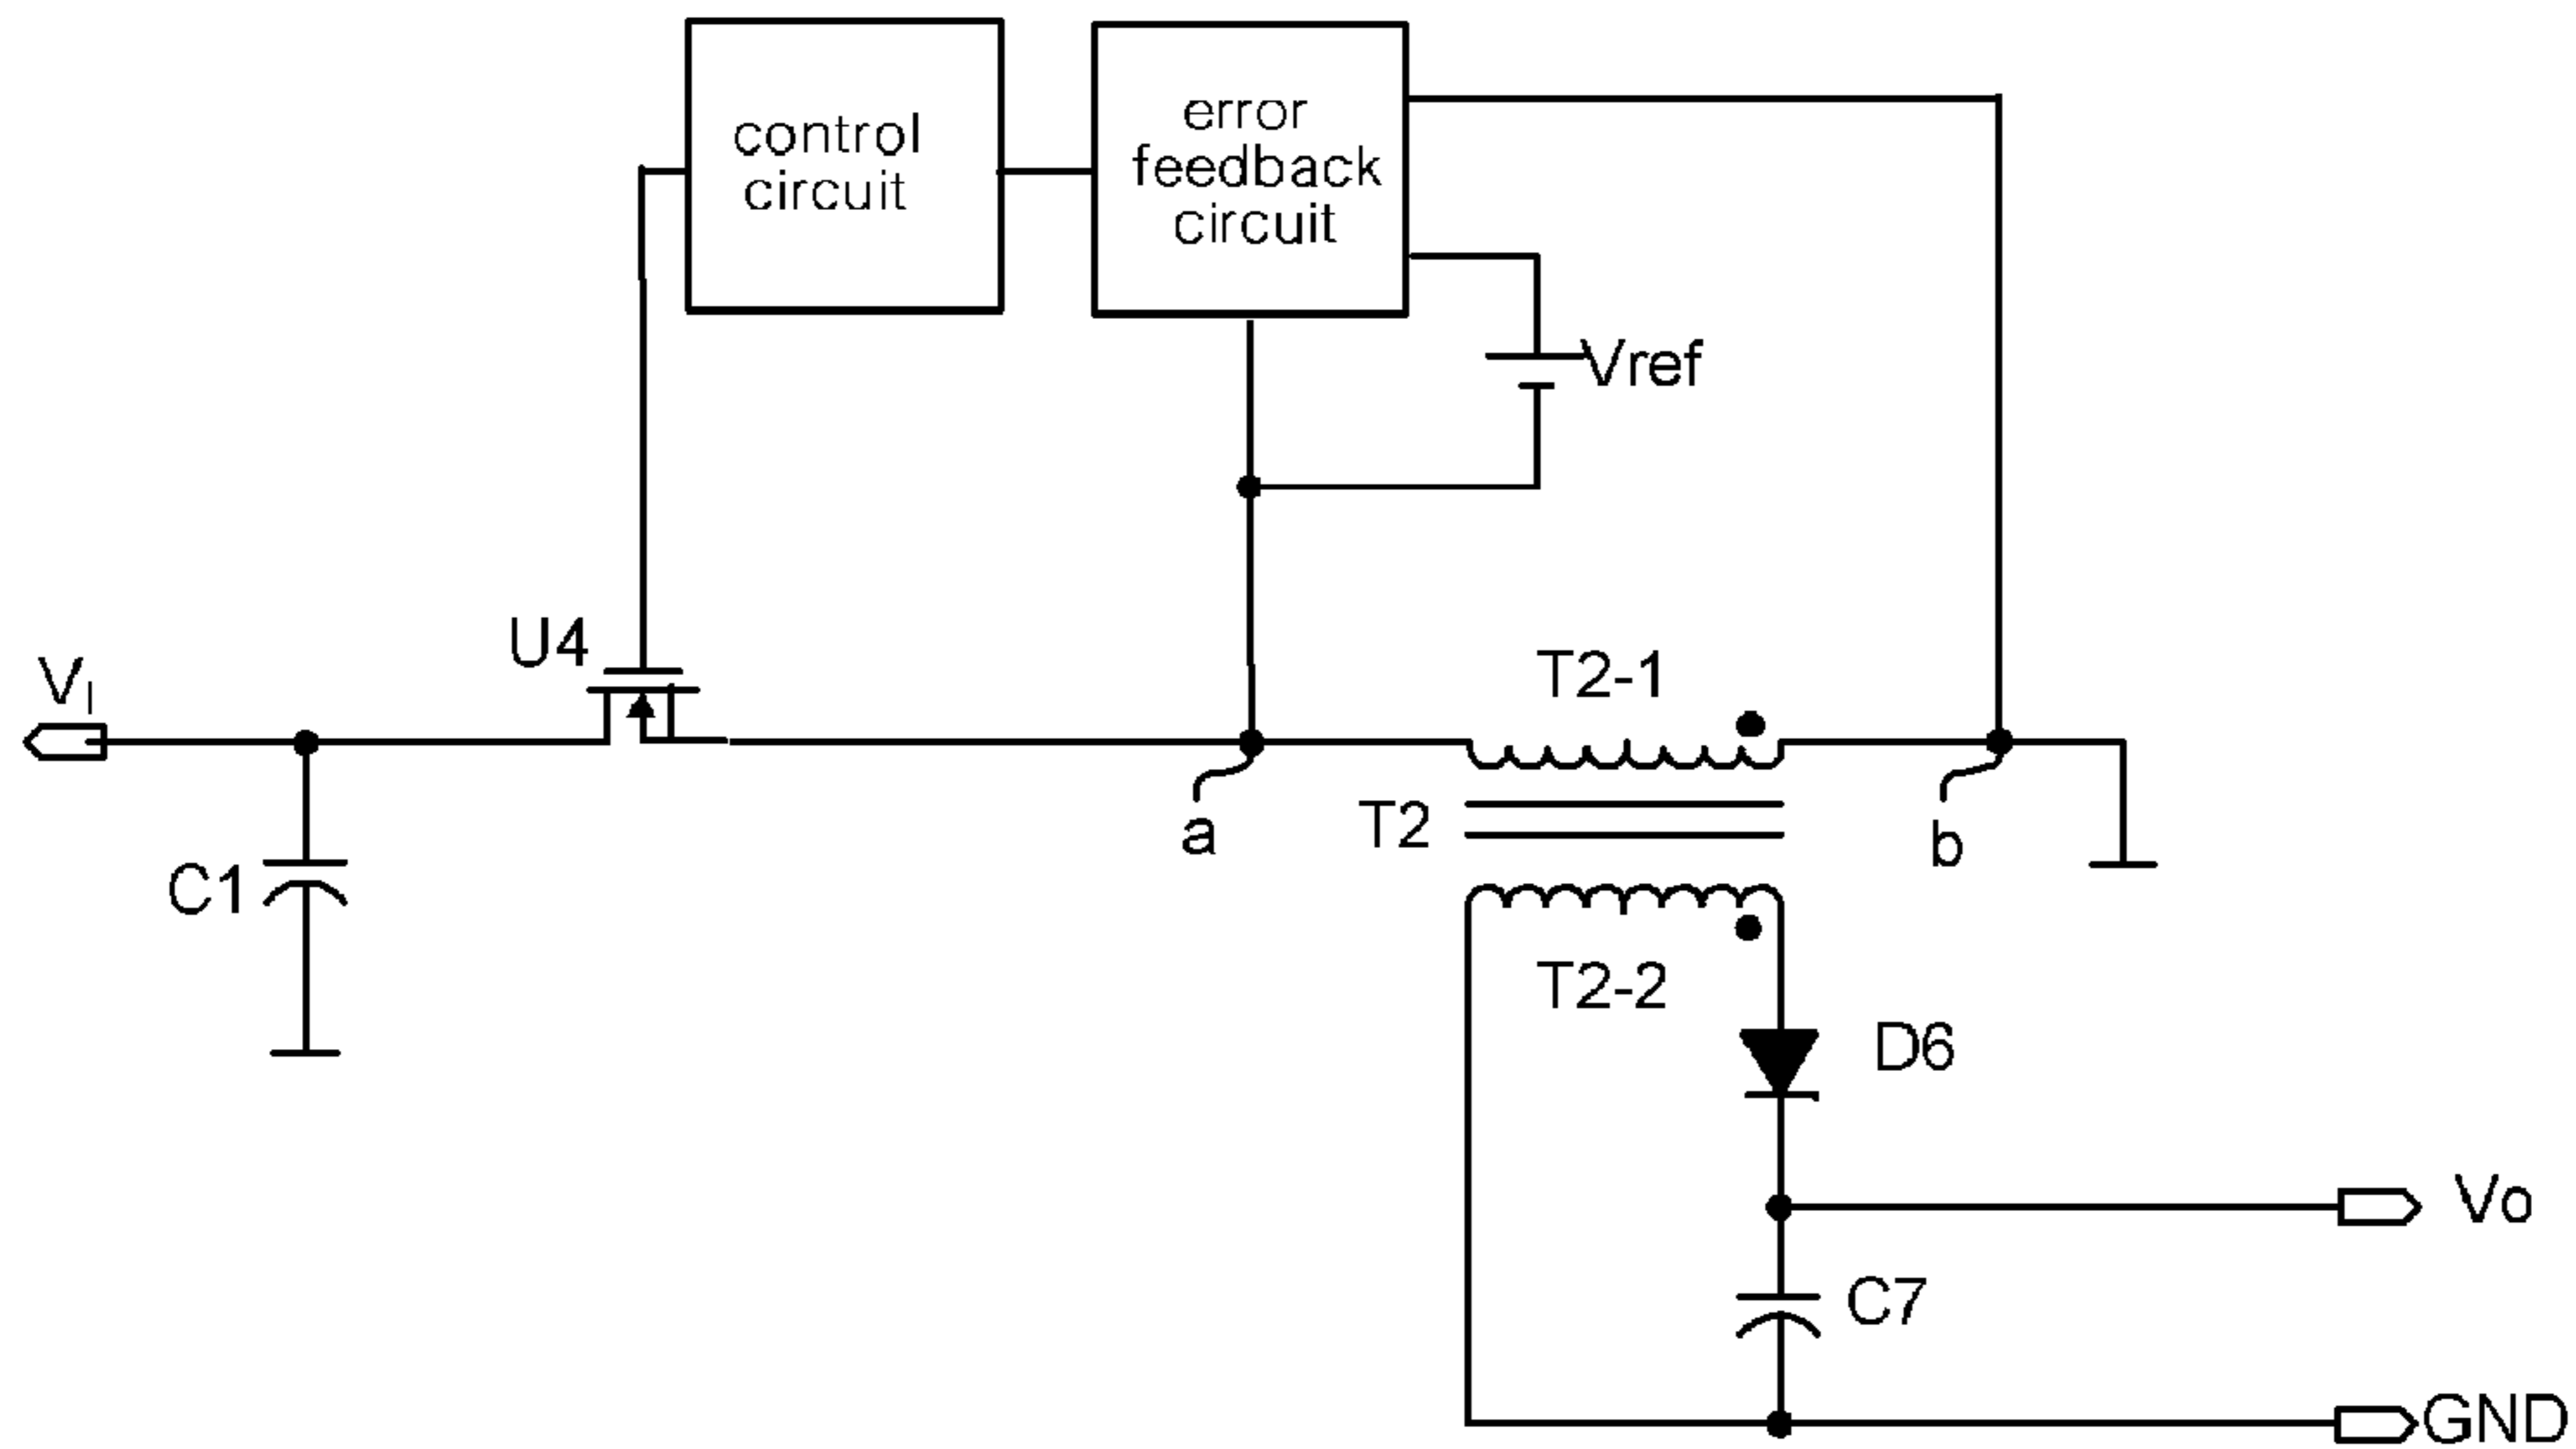 control
circuit
error
feedback
circuit
Vref
U4
VI
T2-1
a
T2
b
C1
T2-2
D6
Vo
C7
GND